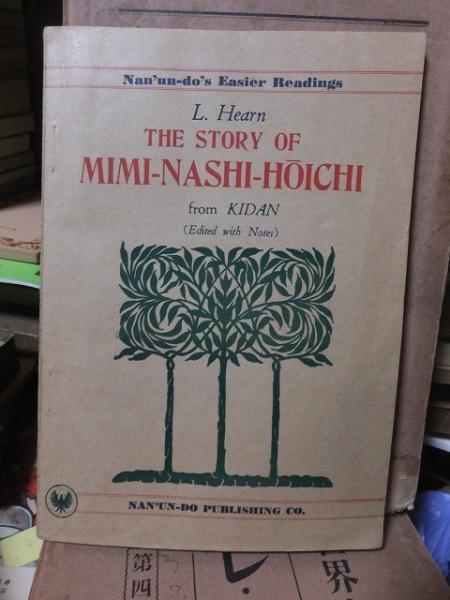 Nan'un-do's Easier Readings
L. Hearn
THE STORY OF
MIMI-NASHI-HŌICHI
from KIDAN
(Edited with Notes)
NAN'UN-DO PUBLISHING CO.
第四
世界